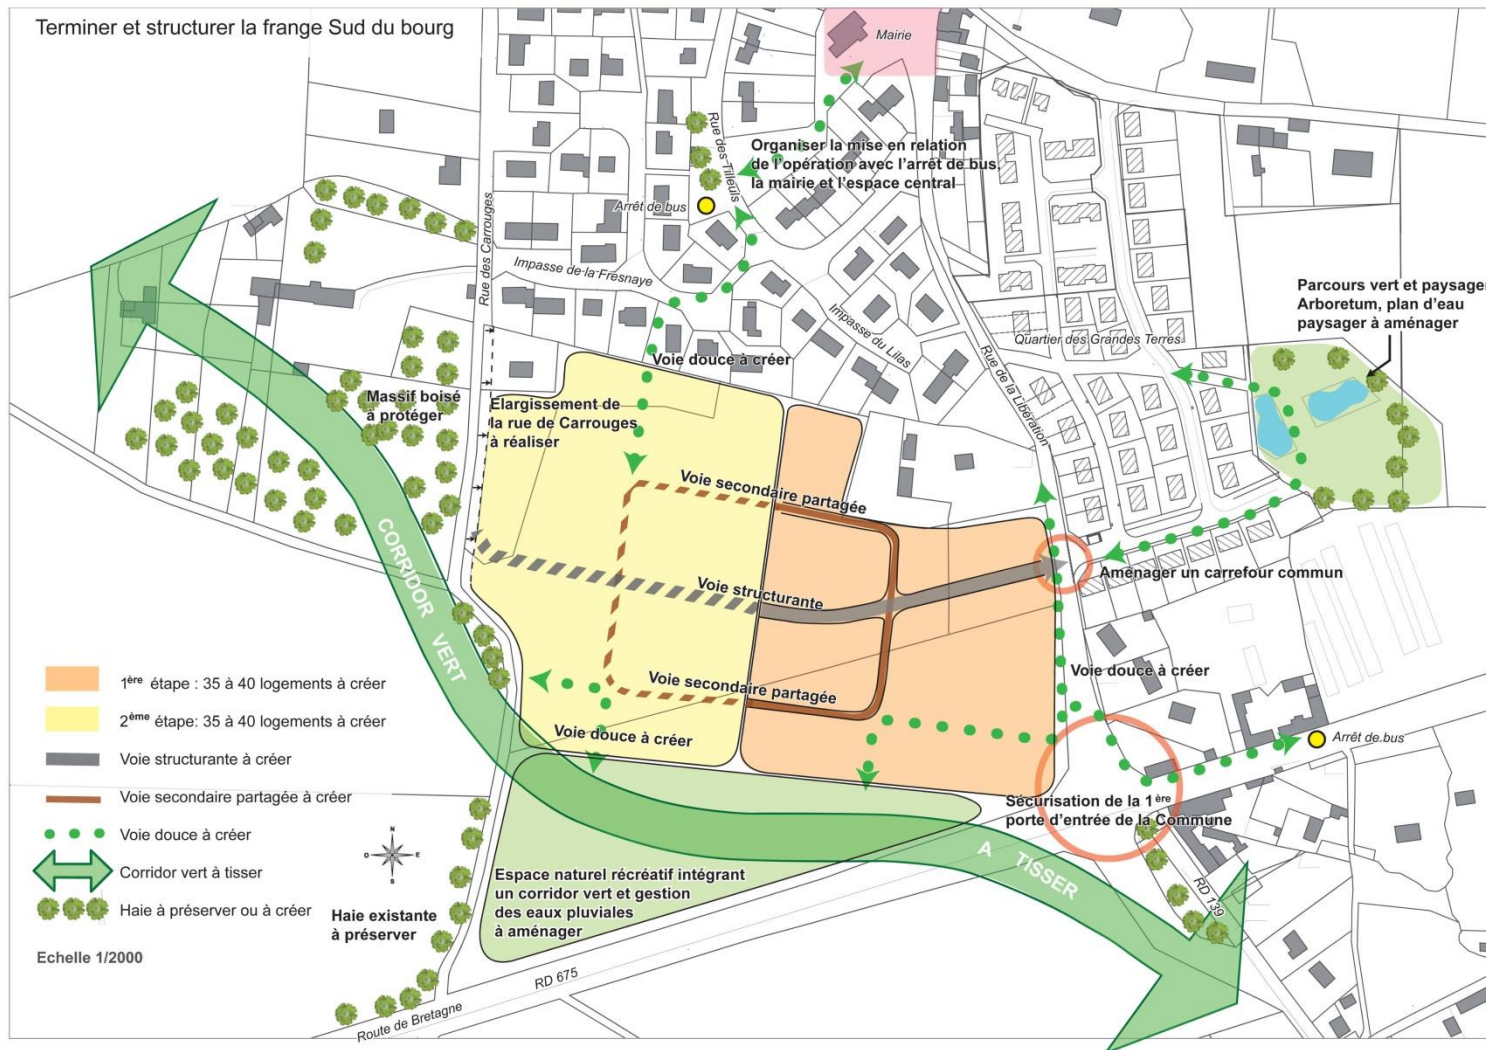 Terminer et structurer la frange Sud du bourg
Mairie
Rue des Tilleuls
Organiser la mise en relation
de l'opération avec l'arrêt de bus,
la mairie et l'espace central
Arrêt de bus
Rue des Carrouges
Impasse de la Fresnaye
Impasse du Lilas
Rue de la Libération
Quartier des Grandes Terres
Parcours vert et paysager
Arboretum, plan d'eau
paysager à aménager
Voie douce à créer
Massif boisé
à protéger
Elargissement de
la rue de Carrouges
à réaliser
Voie secondaire partagée
CORRIDOR VERT
Voie structurante
Aménager un carrefour commun
Voie secondaire partagée
Voie douce à créer
Voie douce à créer
Arrêt de bus
1ère étape : 35 à 40 logements à créer
2ème étape: 35 à 40 logements à créer
Voie structurante à créer
Voie secondaire partagée à créer
Voie douce à créer
Corridor vert à tisser
Haie à préserver ou à créer
Echelle 1/2000
N
O
E
S
Sécurisation de la 1ère
porte d'entrée de la Commune
A TISSER
Espace naturel récréatif intégrant
un corridor vert et gestion
des eaux pluviales
à aménager
Haie existante
à préserver
RD 139
RD 675
Route de Bretagne